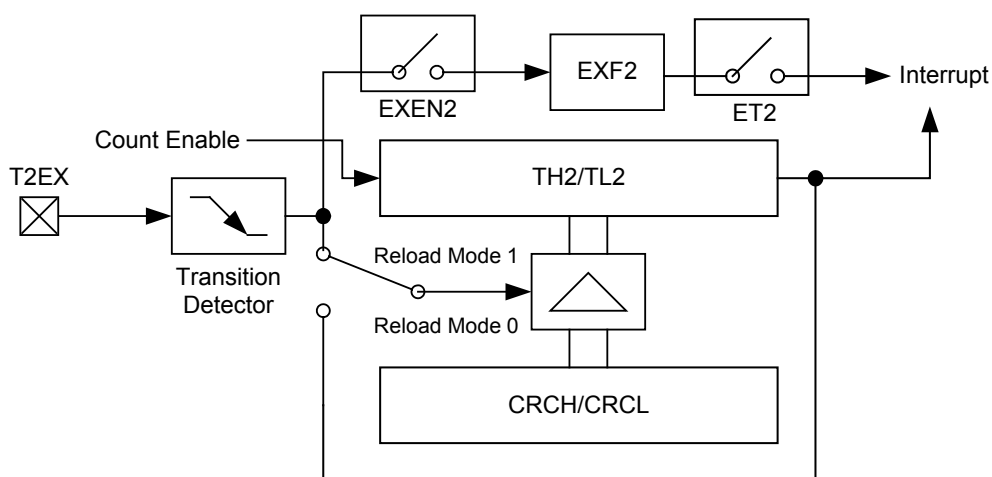 EXF2
Interrupt
EXEN2
ET2
Count Enable
TH2/TL2
T2EX
Reload Mode 1
Transition
Detector
Reload Mode 0
CRCH/CRCL